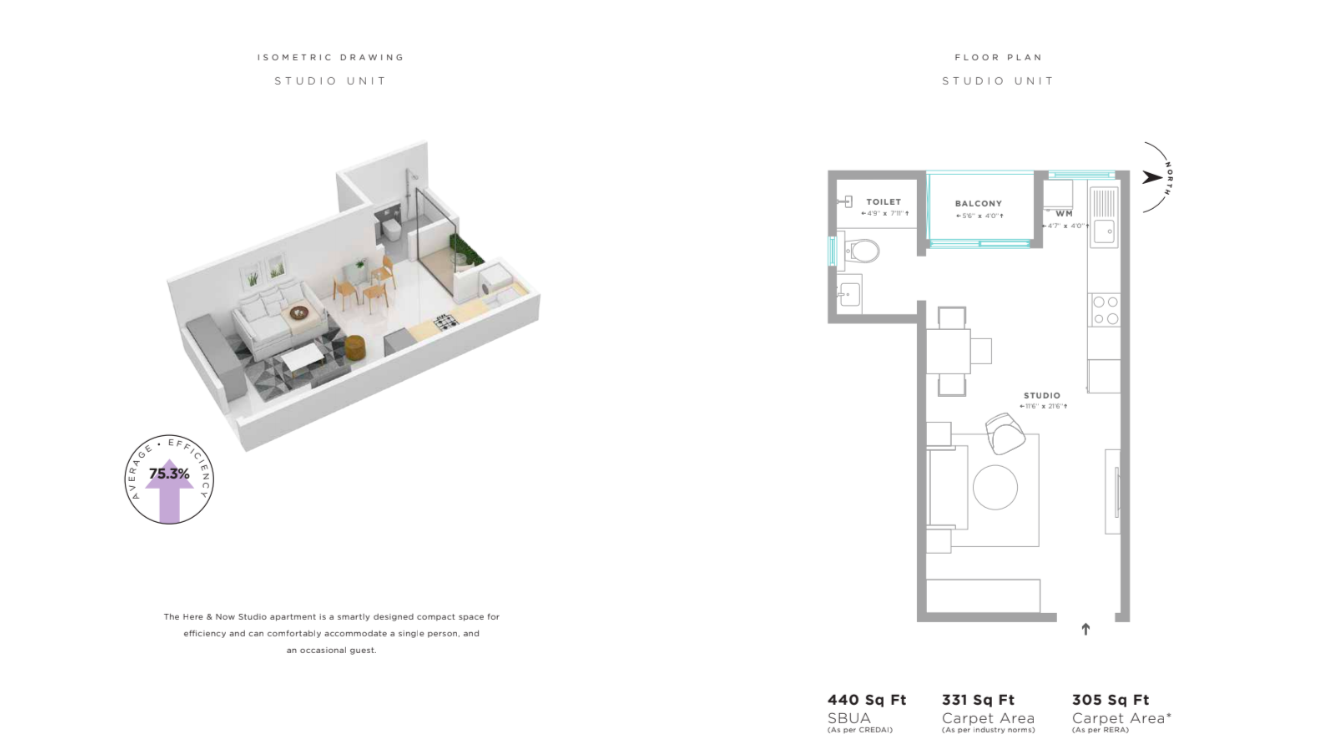 ISOMETRIC DRAWING
STUDIO UNIT
AVERAGE • EFFICIENCY
75.3%
The Here & Now Studio apartment is a smartly designed compact space for
efficiency and can comfortably accommodate a single person, and
an occasional guest.
FLOOR PLAN
STUDIO UNIT
NORTH
TOILET
4'9" x 7'11"
BALCONY
5'6" x 4'0"
WM
4'7" x 4'0"
STUDIO
11'6" x 21'6"
440 Sq Ft
SBUA
(As per CREDAI)
331 Sq Ft
Carpet Area
(As per industry norms)
305 Sq Ft
Carpet Area*
(As per RERA)